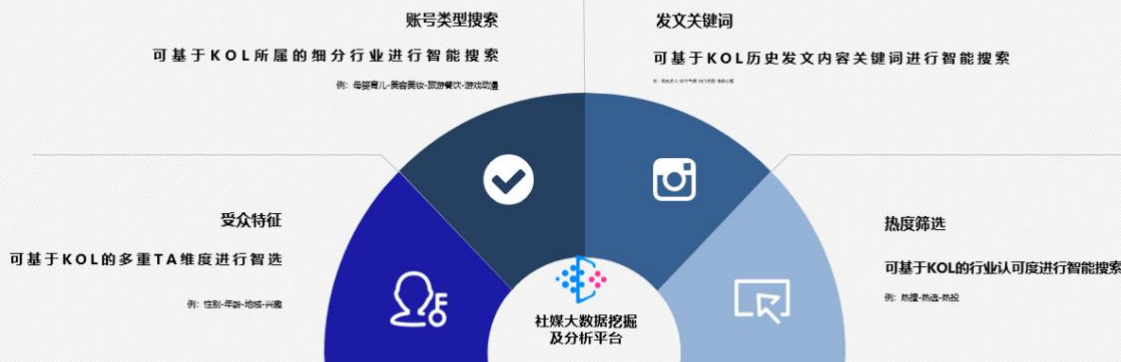 账号类型搜索
可基于KOL所属的细分行业进行智能搜索
例：母婴育儿-美容美妆-旅游餐饮-游戏动漫
发文关键词
可基于KOL历史发文内容关键词进行智能搜索
受众特征
可基于KOL的多重TA维度进行智选
例：性别-年龄-地域-兴趣
热度筛选
可基于KOL的行业认可度进行智能搜索
例：热搜-热选-热投
社媒大数据挖掘
及分析平台